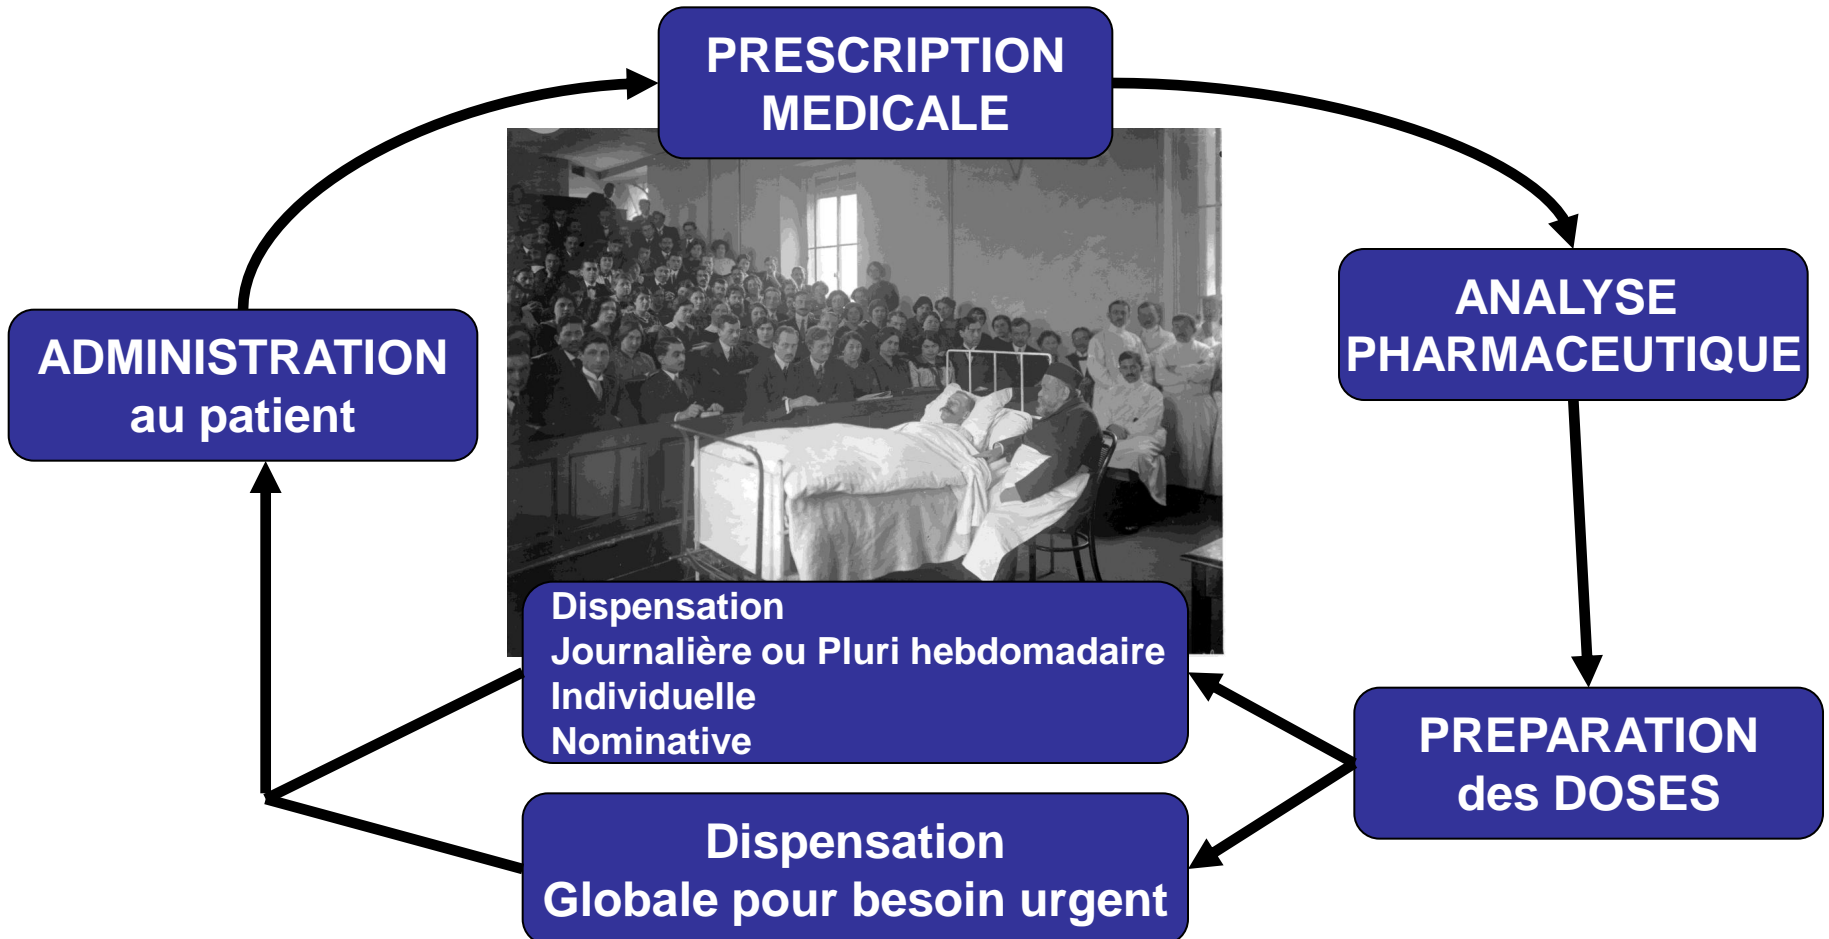 PRESCRIPTION
MEDICALE
ANALYSE
PHARMACEUTIQUE
ADMINISTRATION
au patient
Dispensation
Journalière ou Pluri hebdomadaire
Individuelle
Nominative
PREPARATION
des DOSES
Dispensation
Globale pour besoin urgent